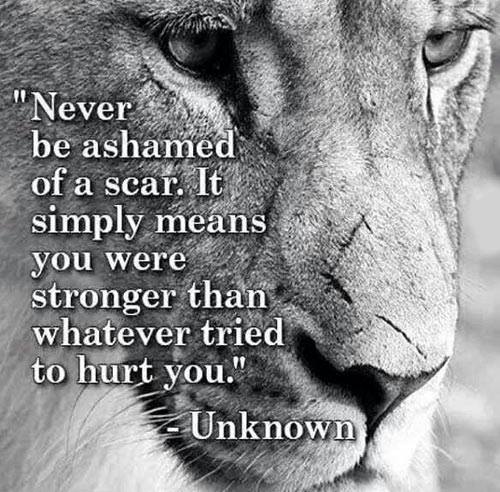 "Never
be ashamed
of a scar. It
simply means
you were
stronger than
whatever tried
to hurt you."
- Unknown